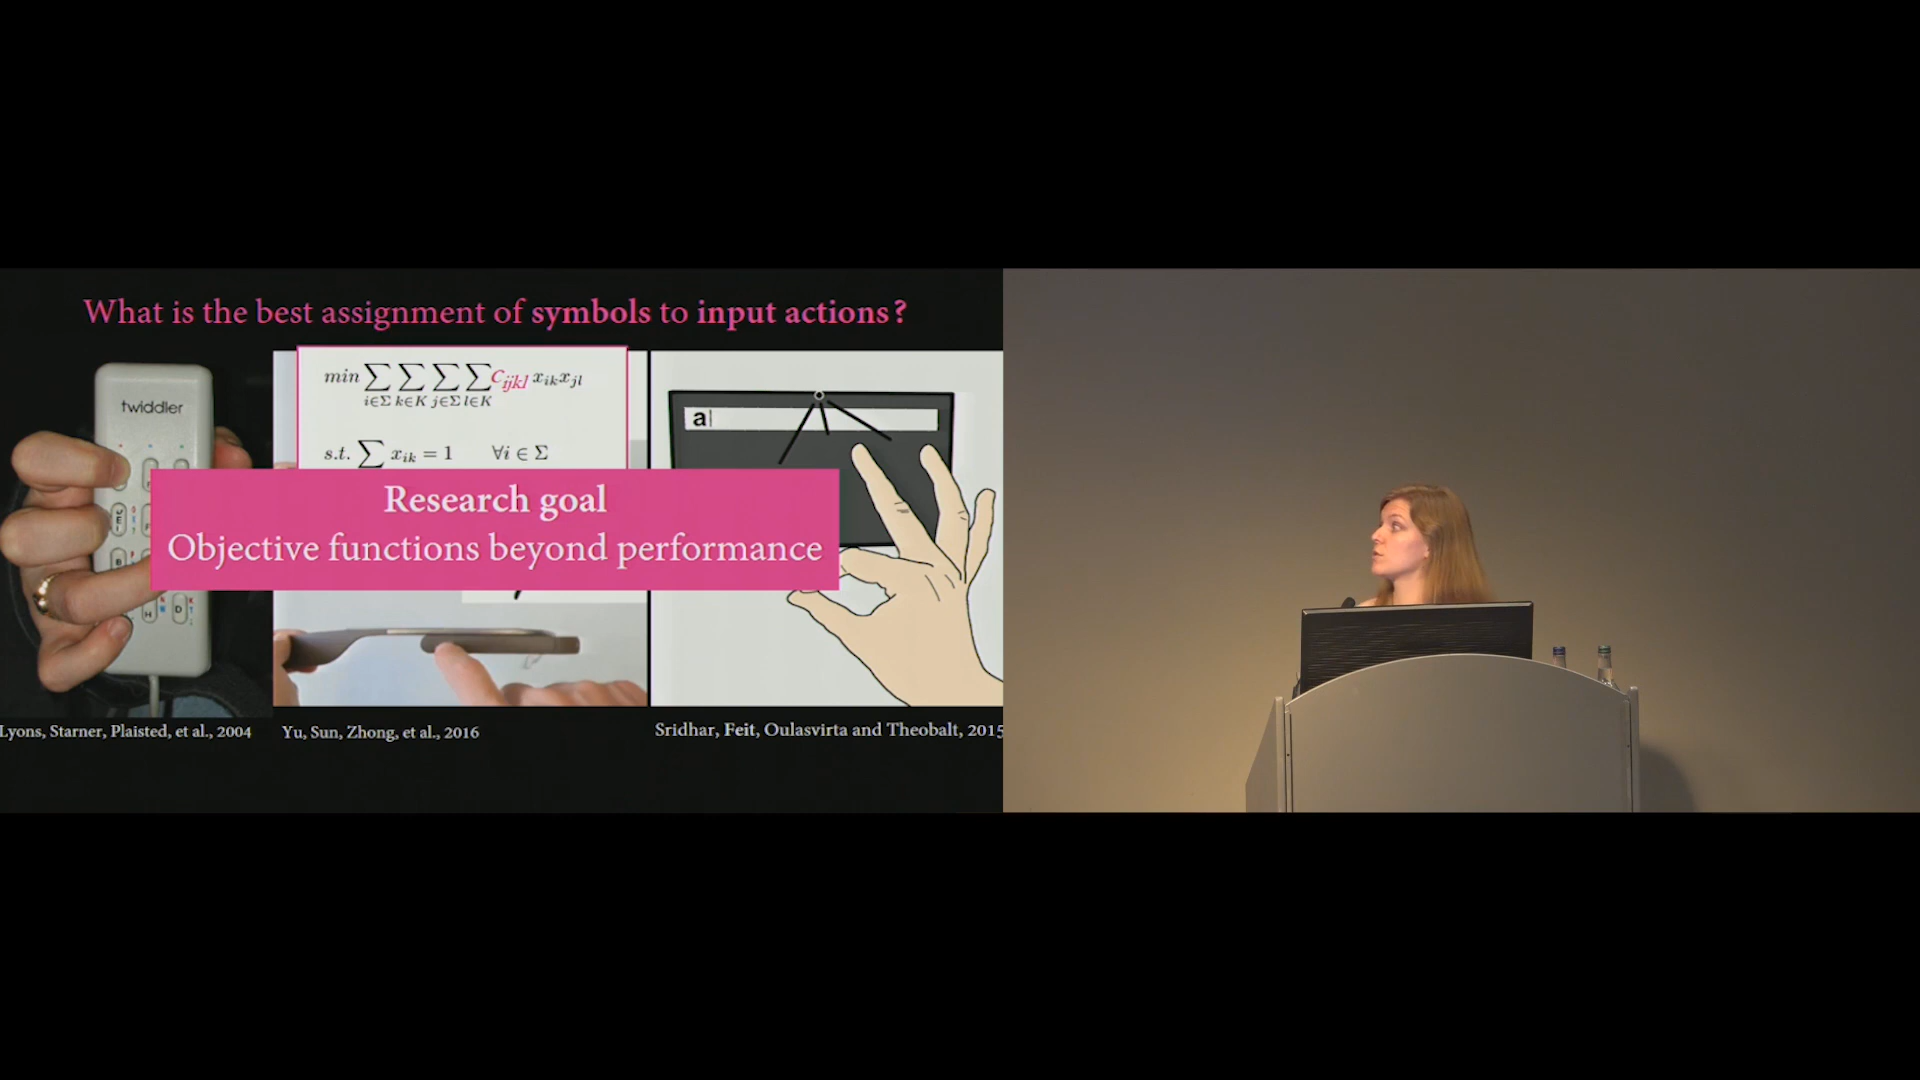 What is the best assignment of symbols to input actions?
twiddler
min ∑ ∑ ∑ ∑ C_ijkl x_ik x_jl
i∈Σ k∈K j∈Σ l∈K
s.t. ∑ x_ik = 1 ∀i ∈ Σ
a
Research goal
Objective functions beyond performance
H
D
Lyons, Starner, Plaisted, et al., 2004
Yu, Sun, Zhong, et al., 2016
Sridhar, Feit, Oulasvirta and Theobalt, 2015